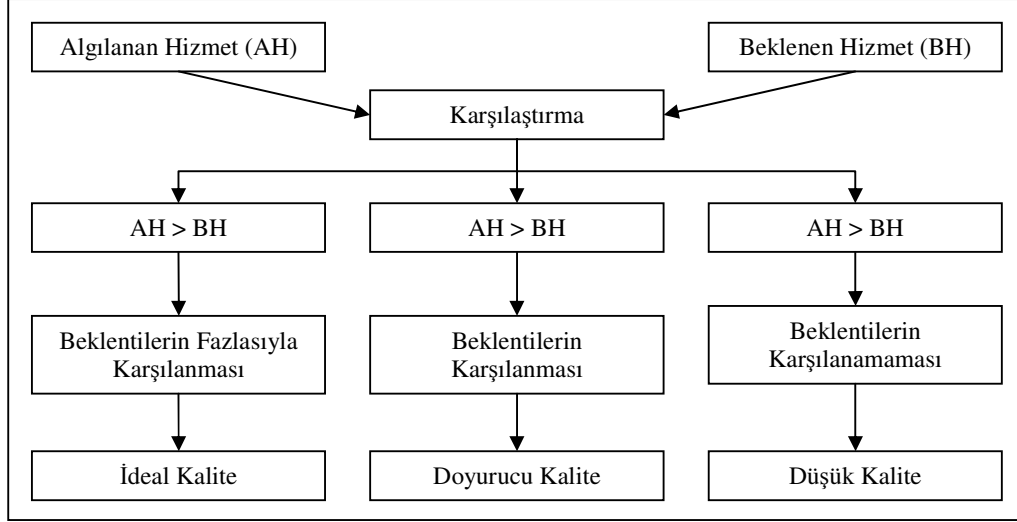 Algılanan Hizmet (AH)
Beklenen Hizmet (BH)
Karşılaştırma
AH > BH
AH > BH
AH > BH
Beklentilerin Fazlasıyla
Karşılanması
Beklentilerin
Karşılanması
Beklentilerin
Karşılanamaması
İdeal Kalite
Doyurucu Kalite
Düşük Kalite